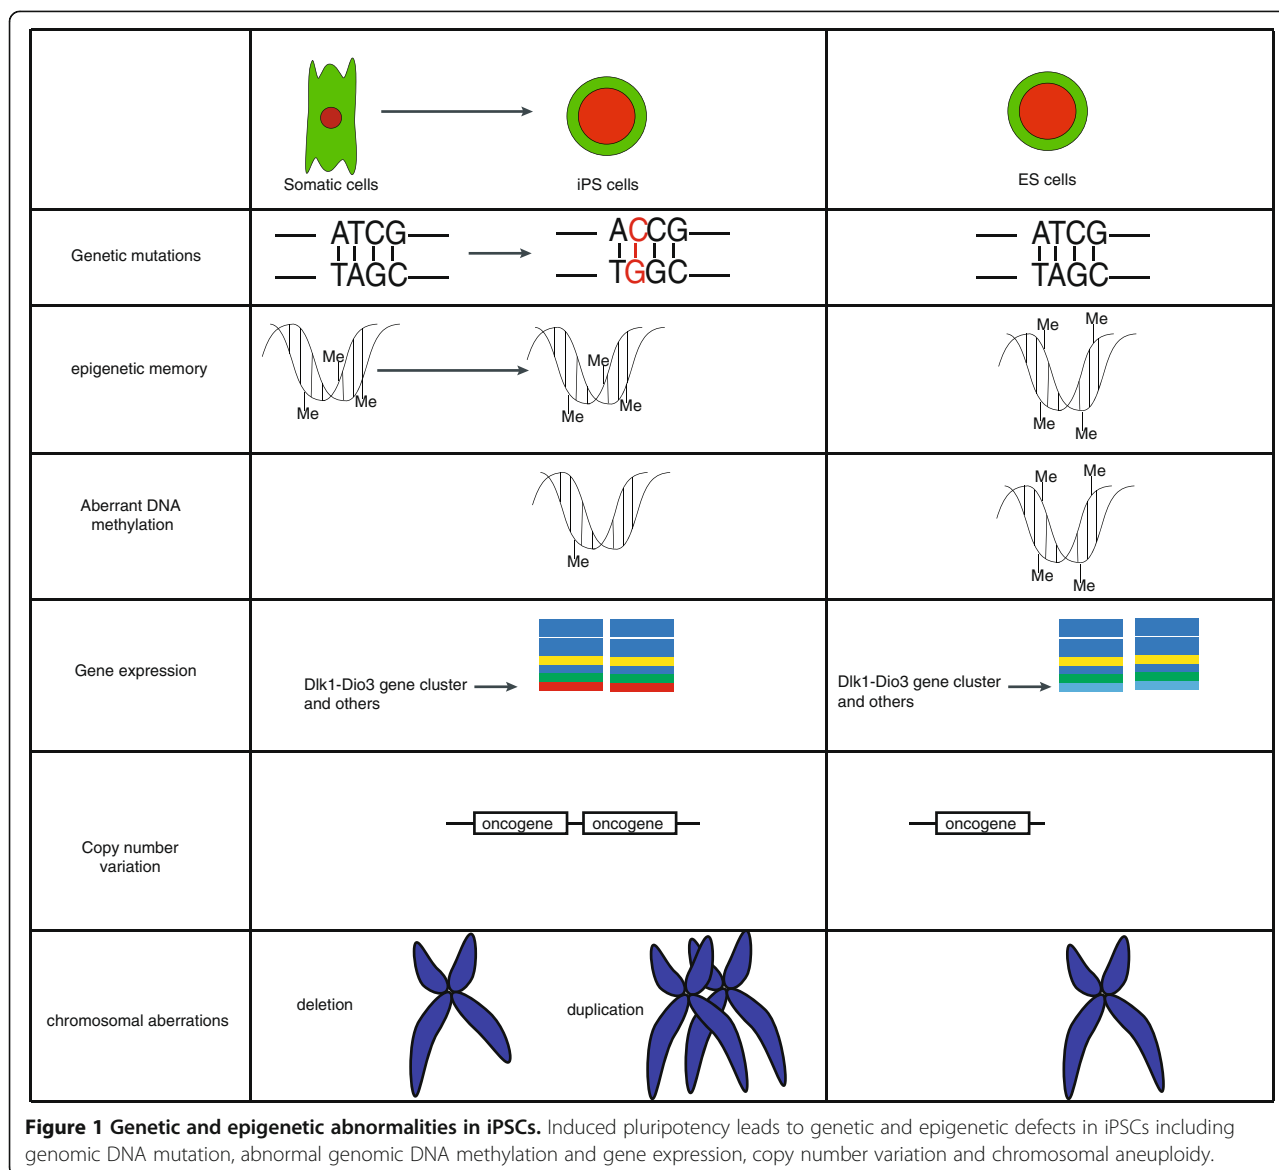 Somatic cells
iPS cells
ES cells
Genetic mutations
ATCG
TAGC
ACCG
TGGC
ATCG
TAGC
epigenetic memory
Me
Me
Me
Me
Me
Me
Me
Me
Me
Me
Aberrant DNA
methylation
Me
Me
Me
Me
Me
Gene expression
Dlk1-Dio3 gene cluster
and others
Dlk1-Dio3 gene cluster
and others
Copy number
variation
oncogene
oncogene
oncogene
chromosomal aberrations
deletion
duplication
Figure 1 Genetic and epigenetic abnormalities in iPSCs. Induced pluripotency leads to genetic and epigenetic defects in iPSCs including
genomic DNA mutation, abnormal genomic DNA methylation and gene expression, copy number variation and chromosomal aneuploidy.